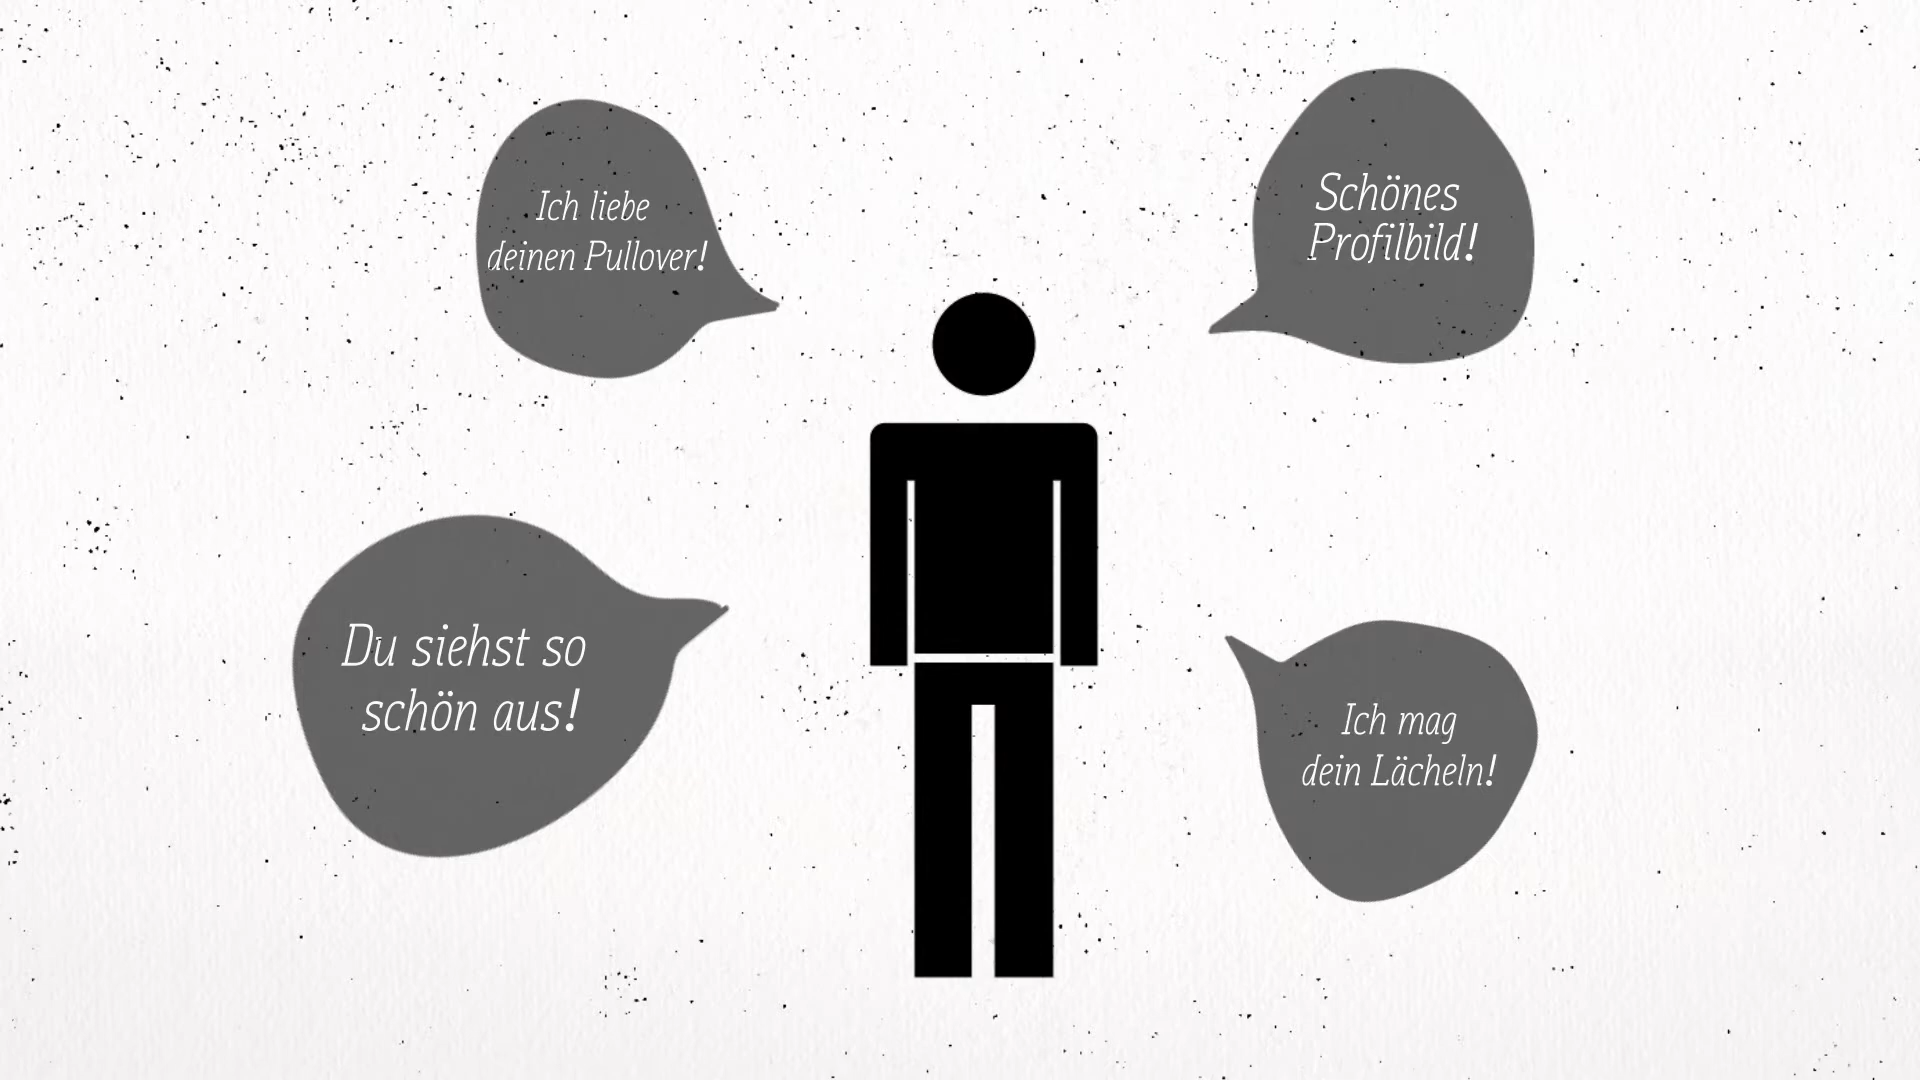 Ich liebe
deinen Pullover!
Schönes
Profilbild!
Du siehst so
schön aus!
Ich mag
dein Lächeln!